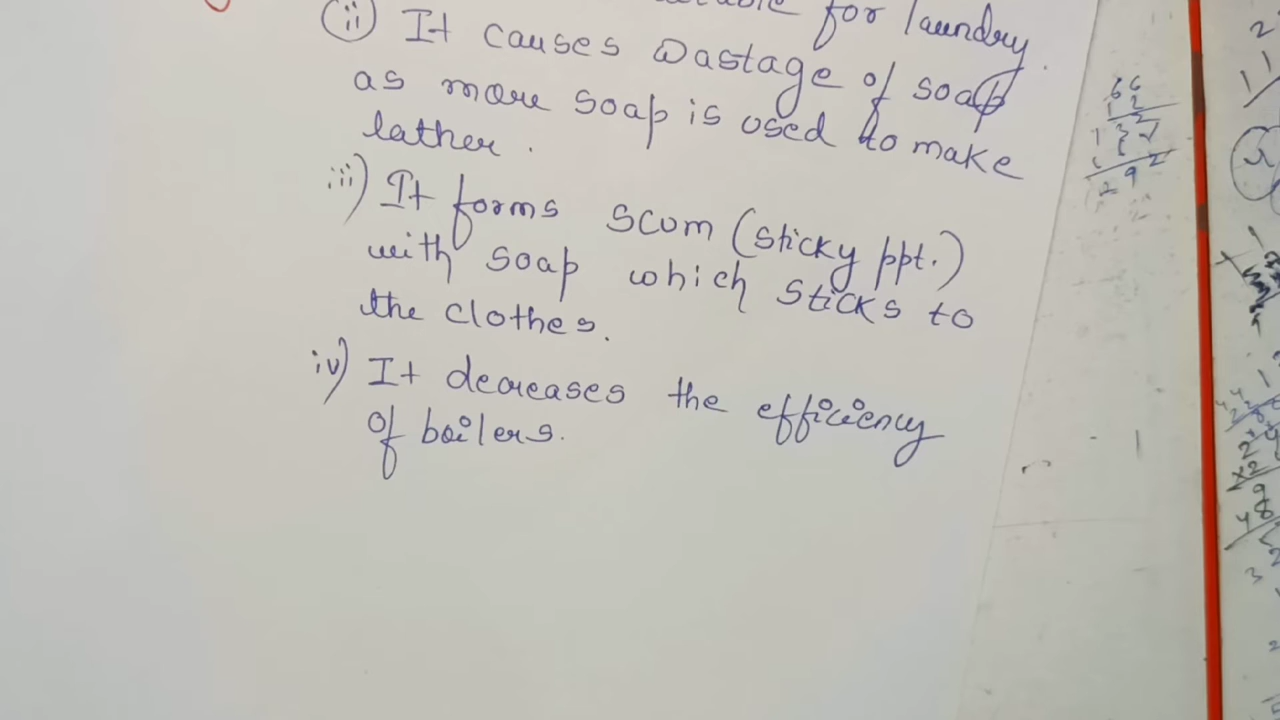 for laundry.
(ii) It causes wastage of soap
as more soap is used to make
lather.
iii) It forms scum (sticky ppt.)
with soap which sticks to
the clothes.
iv) It decreases the efficiency
of boilers.